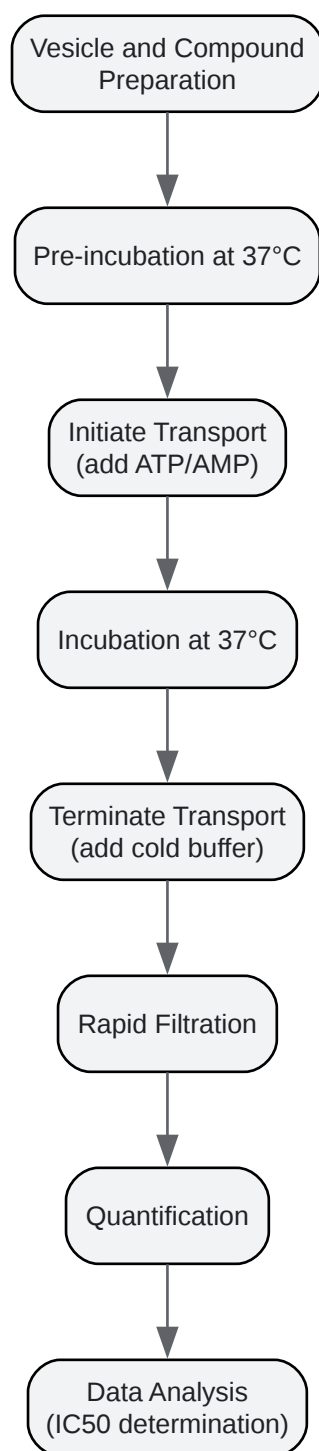 Vesicle and Compound
Preparation
Pre-incubation at 37°C
Initiate Transport
(add ATP/AMP)
Incubation at 37°C
Terminate Transport
(add cold buffer)
Rapid Filtration
Quantification
Data Analysis
(IC50 determination)